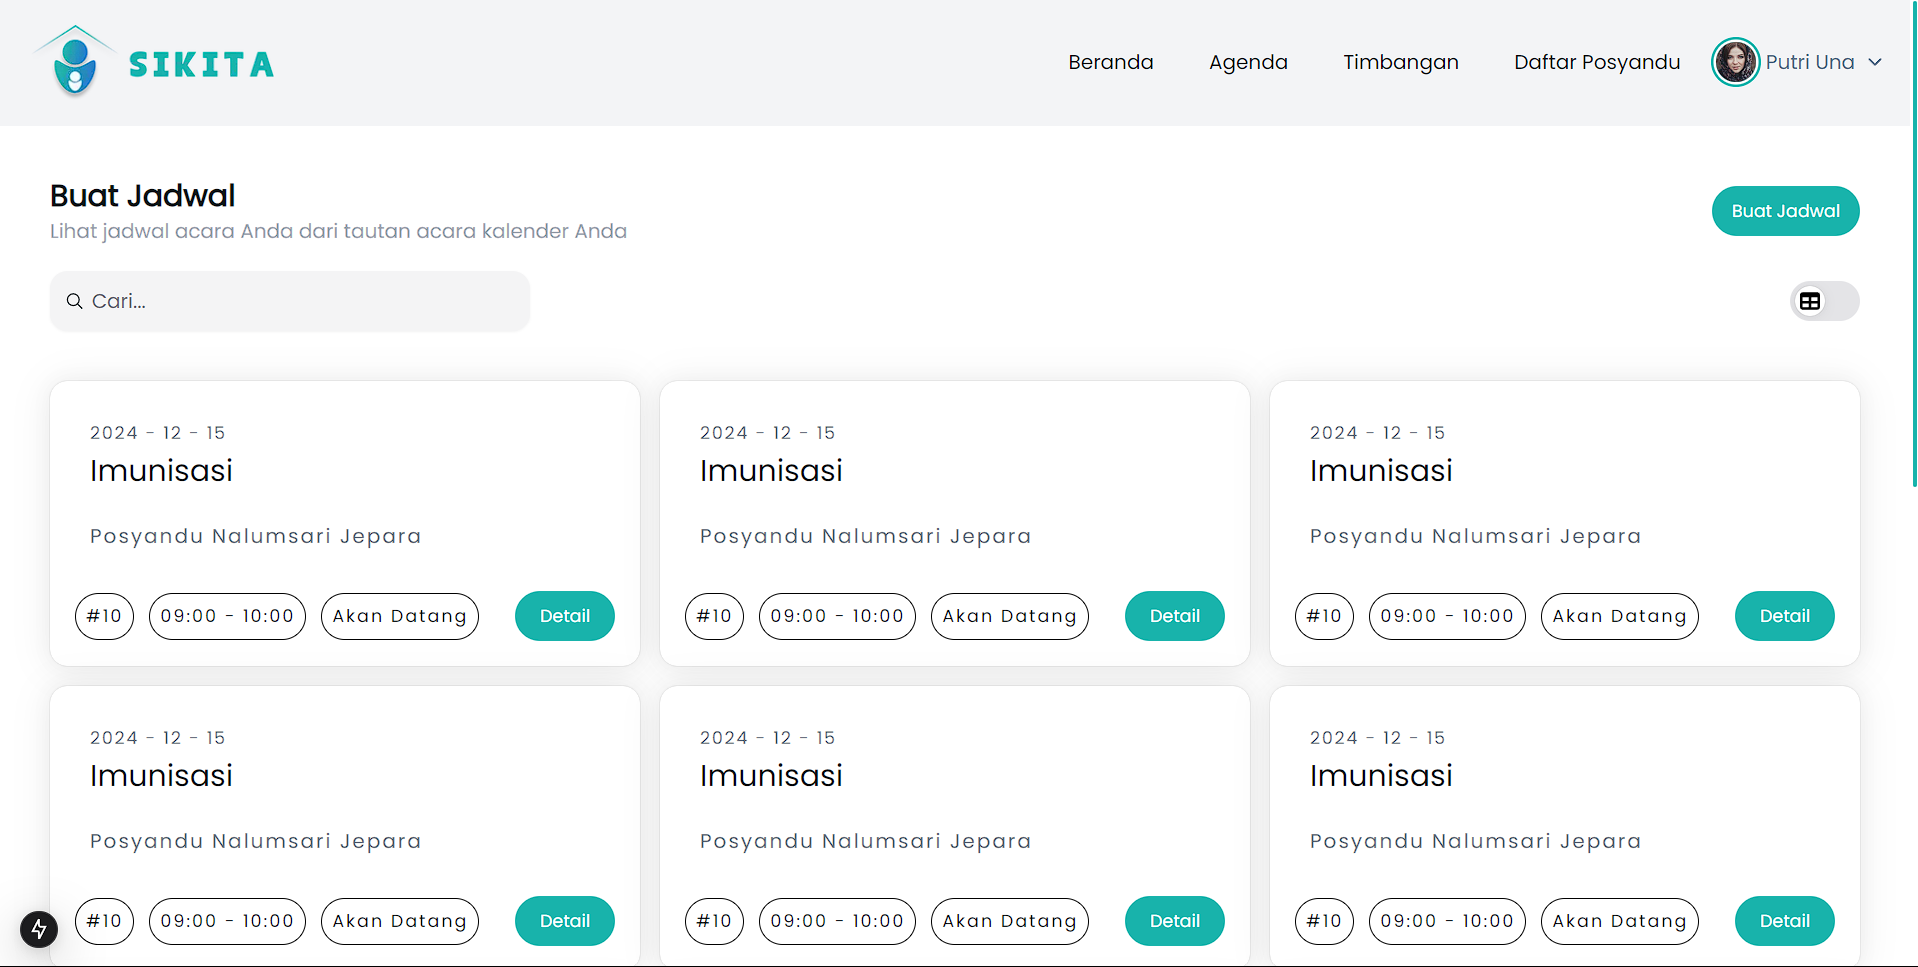 SIKITA
Beranda Agenda Timbangan Daftar Posyandu Putri Una
Buat Jadwal
Lihat jadwal acara Anda dari tautan acara kalender Anda
Buat Jadwal
Cari...
2024 - 12 - 15
Imunisasi
Posyandu Nalumsari Jepara
#10 09:00 - 10:00 Akan Datang Detail
2024 - 12 - 15
Imunisasi
Posyandu Nalumsari Jepara
#10 09:00 - 10:00 Akan Datang Detail
2024 - 12 - 15
Imunisasi
Posyandu Nalumsari Jepara
#10 09:00 - 10:00 Akan Datang Detail
2024 - 12 - 15
Imunisasi
Posyandu Nalumsari Jepara
#10 09:00 - 10:00 Akan Datang Detail
2024 - 12 - 15
Imunisasi
Posyandu Nalumsari Jepara
#10 09:00 - 10:00 Akan Datang Detail
2024 - 12 - 15
Imunisasi
Posyandu Nalumsari Jepara
#10 09:00 - 10:00 Akan Datang Detail